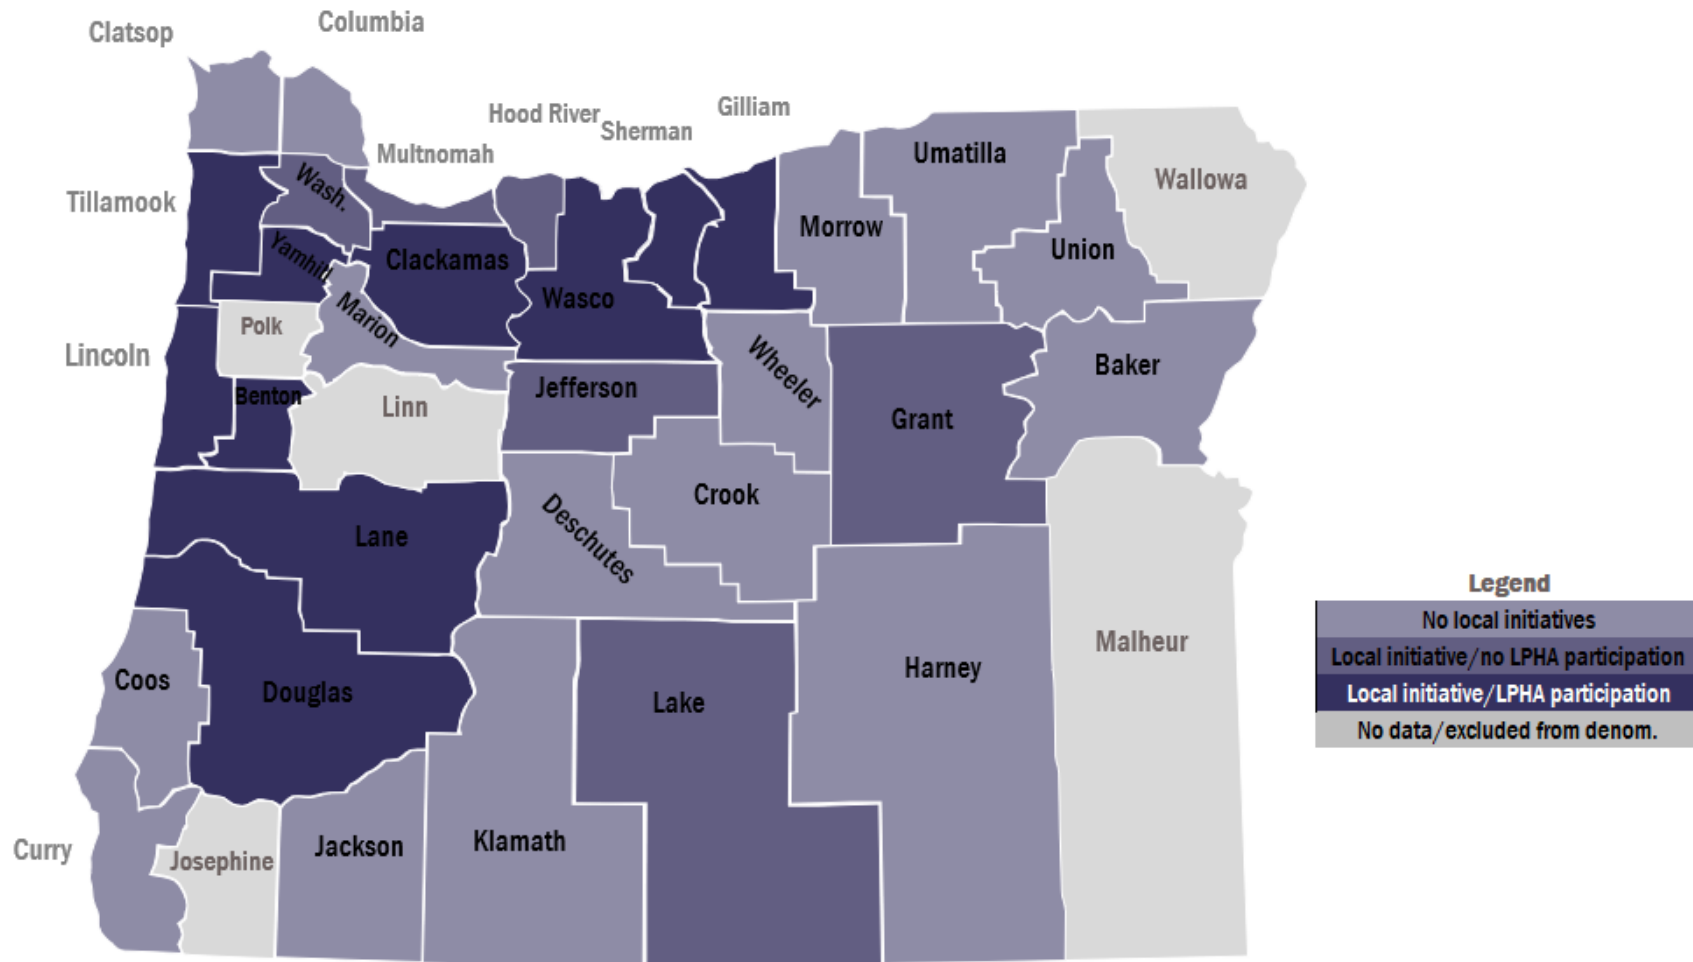 Columbia
Clatsop
Hood River
Gilliam
Sherman
Multnomah
Umatilla
Wallowa
Wash.
Tillamook
Morrow
Union
Yamhill
Clackamas
Wasco
Marion
Polk
Lincoln
Wheeler
Baker
Jefferson
Benton
Linn
Grant
Crook
Deschutes
Lane
Malheur
Harney
Coos
Douglas
Lake
Curry
Josephine
Jackson
Klamath
Legend
No local initiatives
Local initiative/no LPHA participation
Local initiative/LPHA participation
No data/excluded from denom.